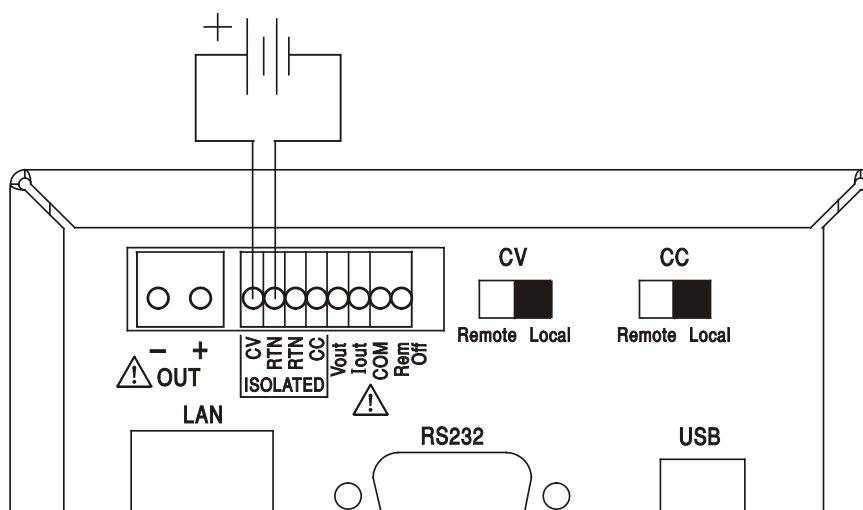 +
CV
CC
Remote Local
Remote Local
− +
OUT
CV
RTN
RTN
CC
Vout
Iout
COM
Rem
Off
ISOLATED
LAN
RS232
USB